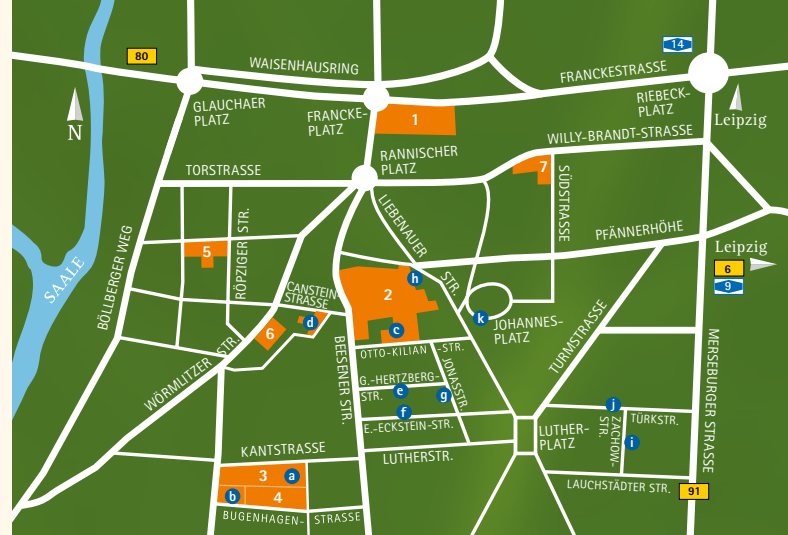 80
WAISENHAUSRING
14
FRANCKESTRASSE
GLAUCHAER
PLATZ
FRANCKE-
PLATZ
1
RIEBECK-
PLATZ
Leipzig
N
WILLY-BRANDT-STRASSE
RANNISCHER
PLATZ
TORSTRASSE
7
SÜDSTRASSE
LIEBENAUER
STR.
PFÄNNERHÖHE
Leipzig
6
9
BÖLLBERGER WEG
RÖPZIGER STR.
5
SAALE
CANSTEIN
STRASSE
2
h
k
JOHANNES-
PLATZ
6
d
c
TURMSTRASSE
MERSEBURGER STRASSE
WÖRMLITZER STR.
BEESENER STR.
OTTO-KILIAN-STR.
G.-HERTZBERG-
STR.
e
g
JONASSTR.
f
E.-ECKSTEIN-STR.
LUTHERSTR.
LUTHER-
PLATZ
j
ZACHOW-
STR.
TÜRKSTR.
i
LAUCHSTÄDTER STR.
91
KANTSTRASSE
3
a
b
4
BUGENHAGEN-STRASSE